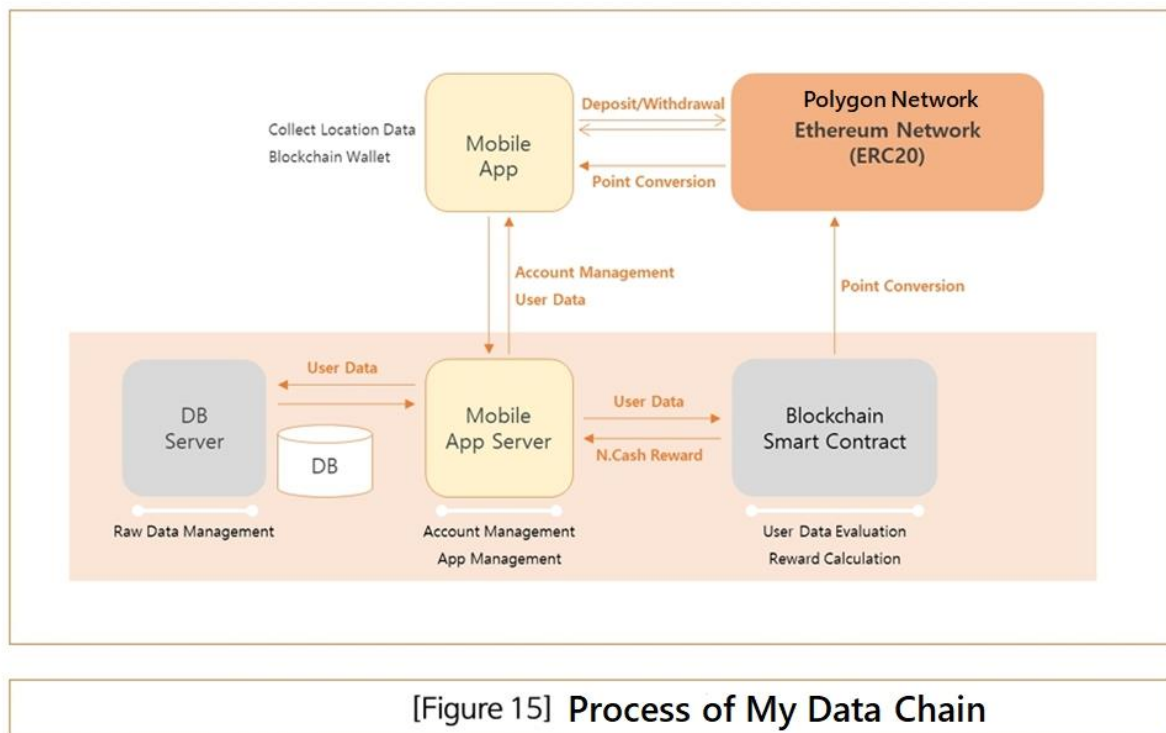 Deposit/Withdrawal
Polygon Network
Ethereum Network
(ERC20)
Collect Location Data
Blockchain Wallet
Mobile
App
Point Conversion
Account Management
User Data
Point Conversion
User Data
DB
Server
DB
Mobile
App Server
User Data
N.Cash Reward
Blockchain
Smart Contract
Raw Data Management
Account Management
App Management
User Data Evaluation
Reward Calculation
[Figure 15] Process of My Data Chain